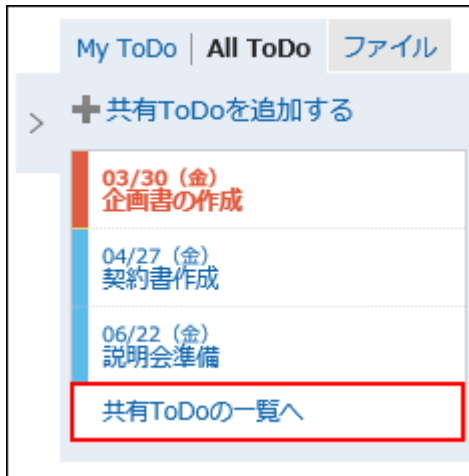 My ToDo | All ToDo ファイル
共有ToDoを追加する
03/30（金）
企画書の作成
04/27（金）
契約書作成
06/22（金）
説明会準備
共有ToDoの一覧へ